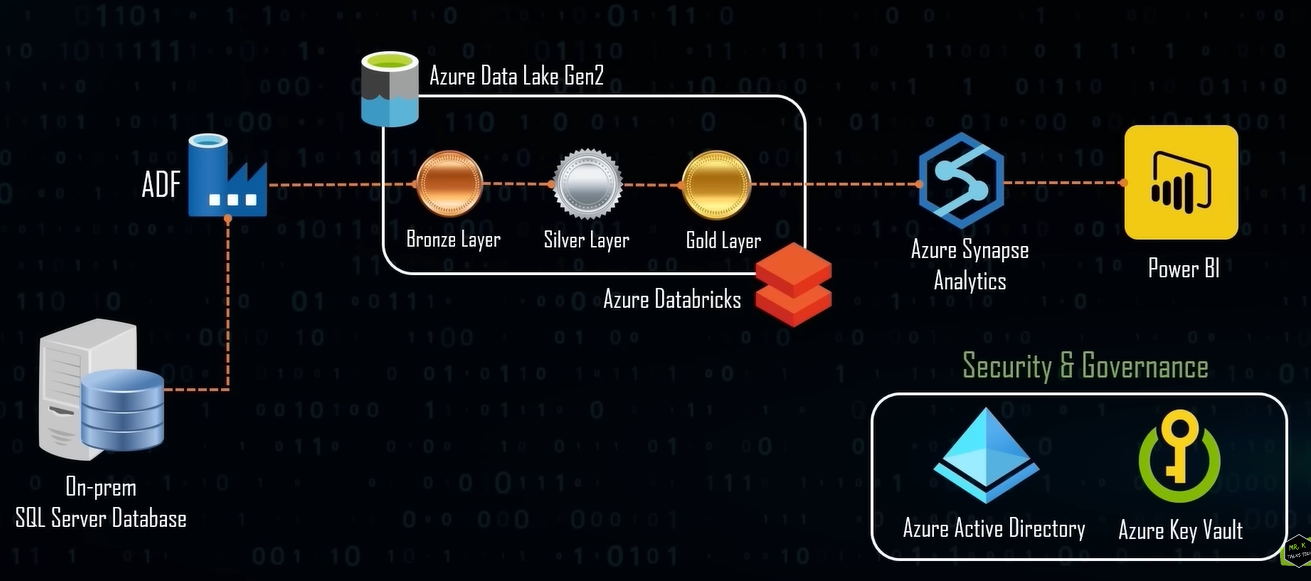 Azure Data Lake Gen2
ADF
Bronze Layer
Silver Layer
Gold Layer
Azure Databricks
Azure Synapse
Analytics
Power BI
On-prem
SQL Server Database
Security & Governance
Azure Active Directory
Azure Key Vault
MR. K